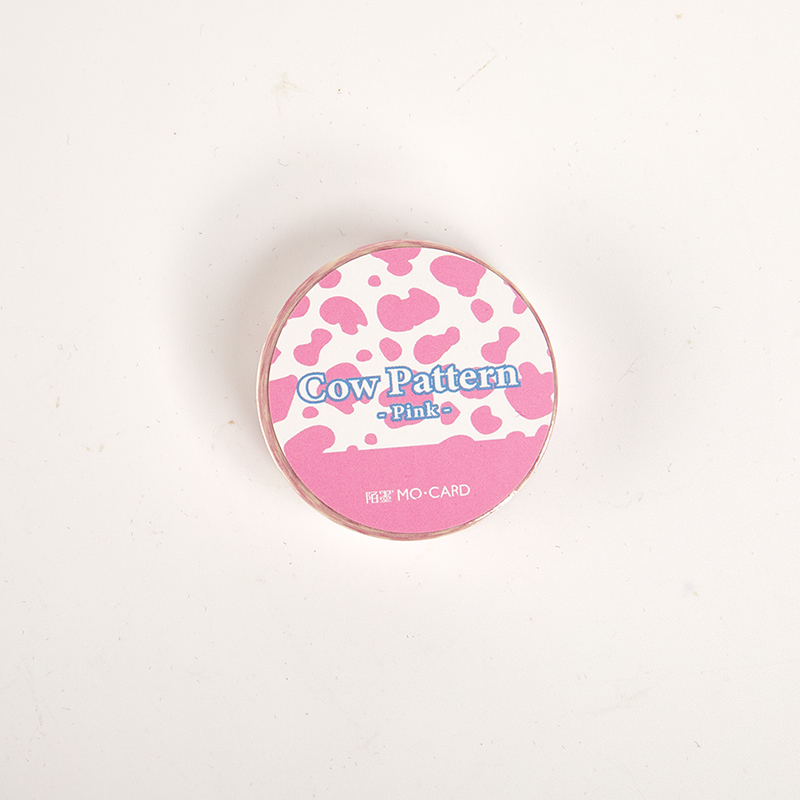 Cow Pattern
- Pink -
陌墨 MO·CARD